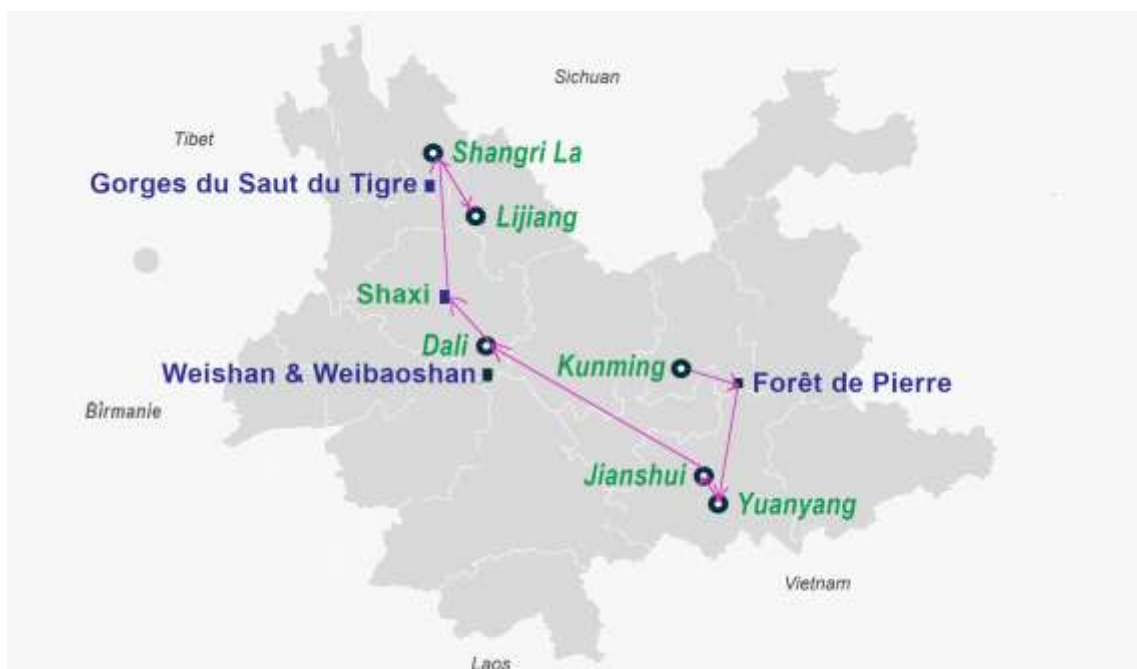 Sichuan
Tibet
Shangri La
Gorges du Saut du Tigre
Lijiang
Shaxi
Dali
Kunming
Weishan & Weibaoshan
Forêt de Pierre
Birmanie
Jianshui
Yuanyang
Vietnam
Laos